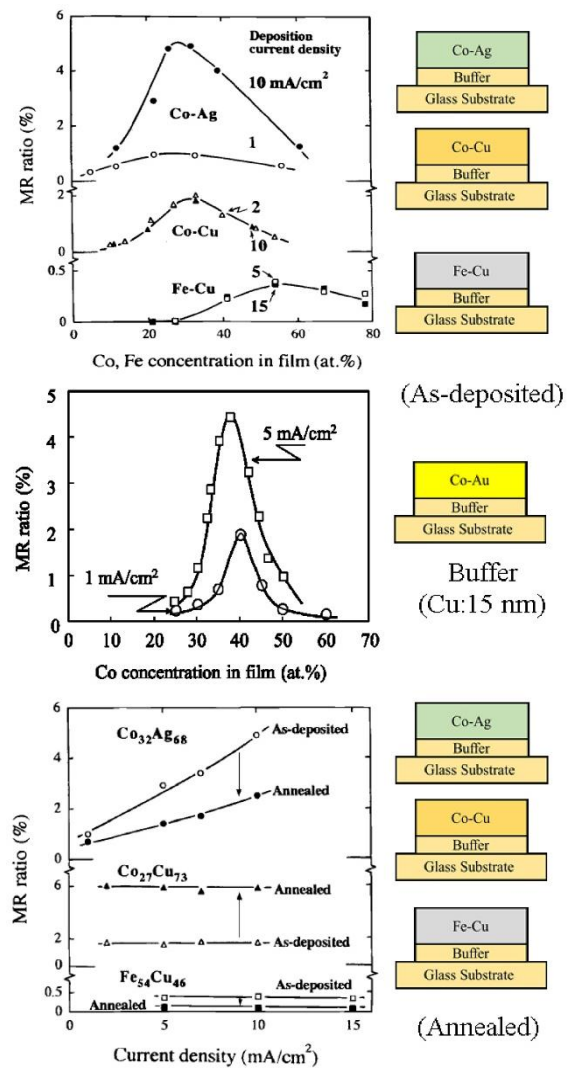 Deposition
current density
10 mA/cm²
Co-Ag
1
2
Co-Cu
10
5
Fe-Cu
15
MR ratio (%)
6
4
2
0
2
0
0.5
0
0 20 40 60 80
Co, Fe concentration in film (at.%)
Co-Ag
Buffer
Glass Substrate
Co-Cu
Buffer
Glass Substrate
Fe-Cu
Buffer
Glass Substrate
(As-deposited)
MR ratio (%)
5
4
3
2
1
0
5 mA/cm²
1 mA/cm²
0 10 20 30 40 50 60 70
Co concentration in film (at.%)
Co-Au
Buffer
Glass Substrate
Buffer
(Cu:15 nm)
MR ratio (%)
6
4
2
0
6
2
0
0.5
0
Co₃₂Ag₆₈
As-deposited
Annealed
Co₂₇Cu₇₃
Annealed
As-deposited
Fe₅₄Cu₄₆
As-deposited
Annealed
0 5 10 15
Current density (mA/cm²)
Co-Ag
Buffer
Glass Substrate
Co-Cu
Buffer
Glass Substrate
Fe-Cu
Buffer
Glass Substrate
(Annealed)